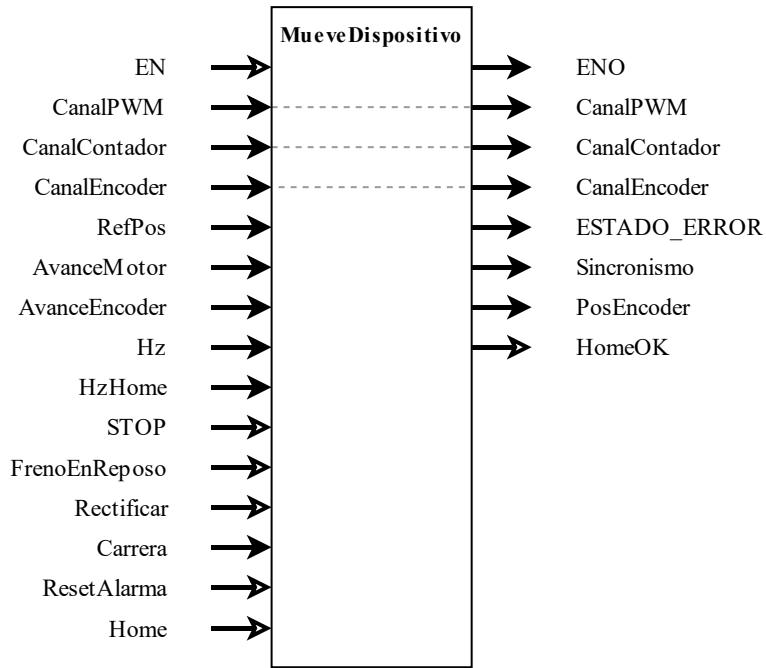 MueveDispositivo
EN ENO
CanalPWM CanalPWM
CanalContador CanalContador
CanalEncoder CanalEncoder
RefPos ESTADO_ERROR
AvanceMotor Sincronismo
AvanceEncoder PosEncoder
Hz HomeOK
HzHome
STOP
FrenoEnReposo
Rectificar
Carrera
ResetAlarma
Home